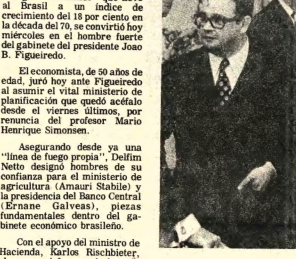 al Brasil a un índice de
crecimiento del 18 por ciento en
la década del 70, se convirtió hoy
miércoles en el hombre fuerte
del gabinete del presidente Joao
B. Figueiredo.
El economista, de 50 años de
edad, juró hoy ante Figueiredo
al asumir el vital ministerio de
planificación que quedó acéfalo
desde el viernes últimos, por
renuncia del profesor Mario
Henrique Simonsen.
Asegurando desde ya una
"línea de fuego propia", Delfim
Netto designó hombres de su
confianza para el ministerio de
agricultura (Amauri Stabile) y
la presidencia del Banco Central
(Ernane Galveas), piezas
fundamentales dentro del ga-
binete económico brasileño.
Con el apoyo del ministro de
Hacienda, Karlos Rischbieter,